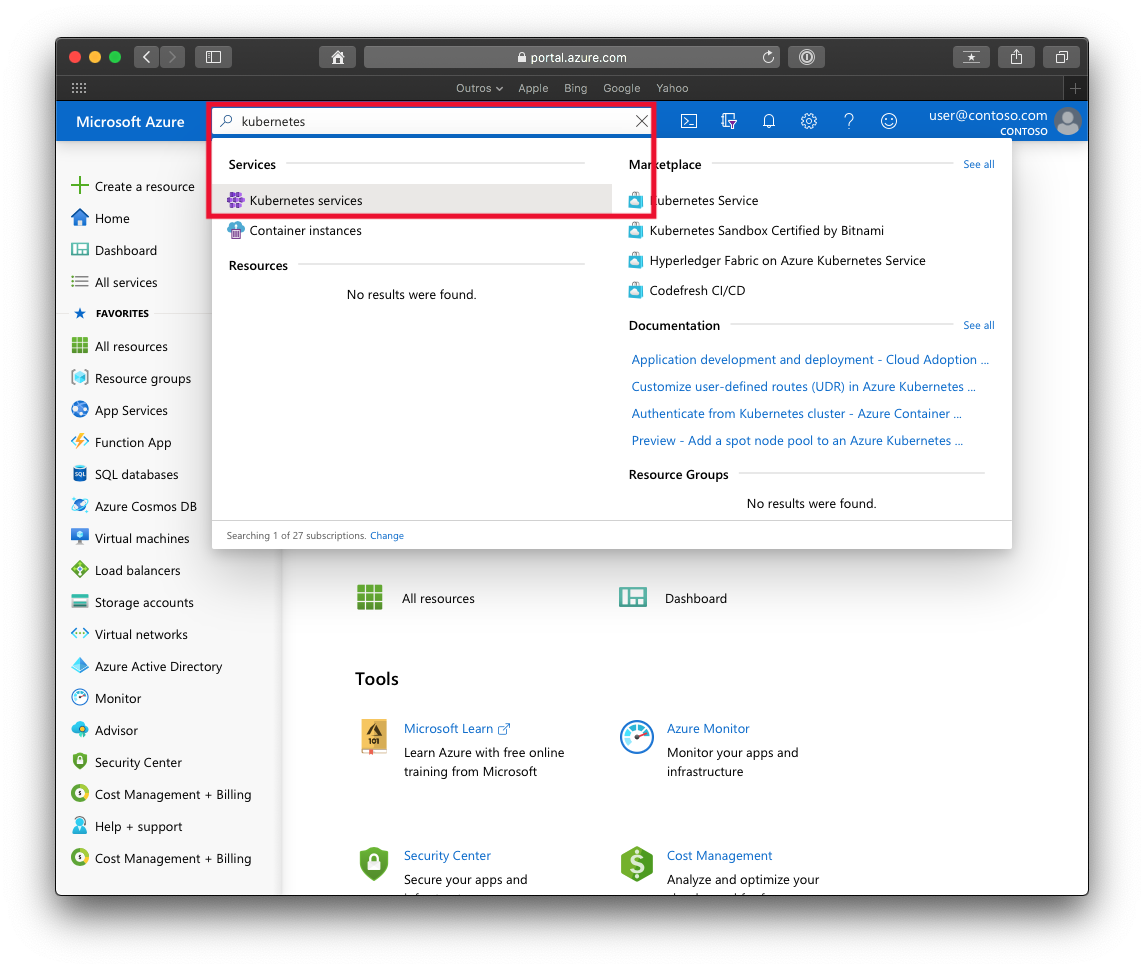 portal.azure.com
Outros Apple Bing Google Yahoo
Microsoft Azure
kubernetes
user@contoso.com
CONTOSO
Create a resource
Home
Dashboard
All services
FAVORITES
All resources
Resource groups
App Services
Function App
SQL databases
Azure Cosmos DB
Virtual machines
Load balancers
Storage accounts
Virtual networks
Azure Active Directory
Monitor
Advisor
Security Center
Cost Management + Billing
Help + support
Cost Management + Billing
Services
Kubernetes services
Container instances
Resources
No results were found.
Marketplace
See all
Kubernetes Service
Kubernetes Sandbox Certified by Bitnami
Hyperledger Fabric on Azure Kubernetes Service
Codefresh CI/CD
Documentation
See all
Application development and deployment - Cloud Adoption ...
Customize user-defined routes (UDR) in Azure Kubernetes ...
Authenticate from Kubernetes cluster - Azure Container ...
Preview - Add a spot node pool to an Azure Kubernetes ...
Resource Groups
No results were found.
Searching 1 of 27 subscriptions. Change
All resources
Dashboard
Tools
Microsoft Learn
Learn Azure with free online
training from Microsoft
Azure Monitor
Monitor your apps and
infrastructure
Security Center
Secure your apps and
Cost Management
Analyze and optimize your